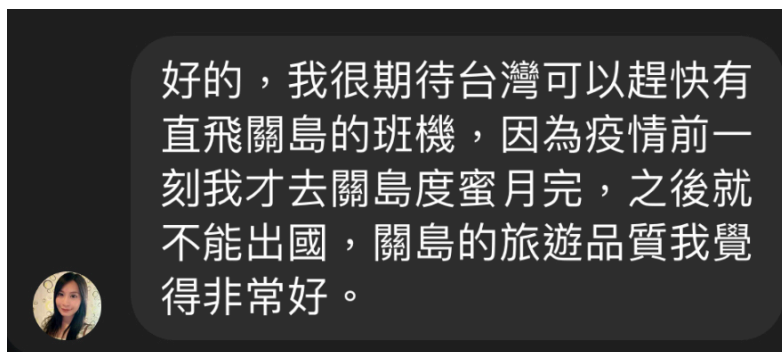 好的，我很期待台灣可以趕快有
直飛關島的班機，因為疫情前一
刻我才去關島度蜜月完，之後就
不能出國，關島的旅遊品質我覺
得非常好。